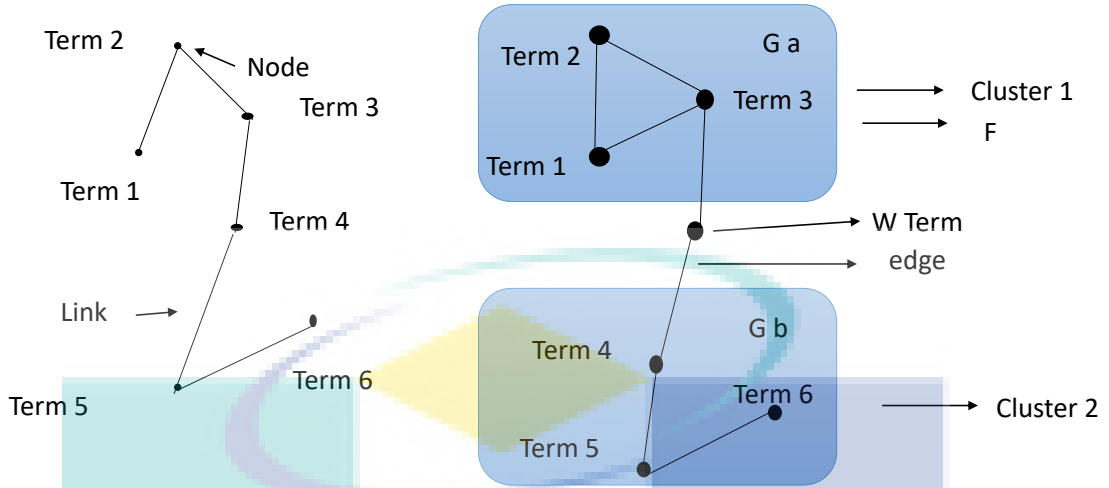 Term 2
Node
Term 3
Term 1
Term 4
Link
Term 6
Term 5
G a
Term 2
Term 3
Term 1
Cluster 1
F
W Term
edge
G b
Term 4
Term 6
Term 5
Cluster 2